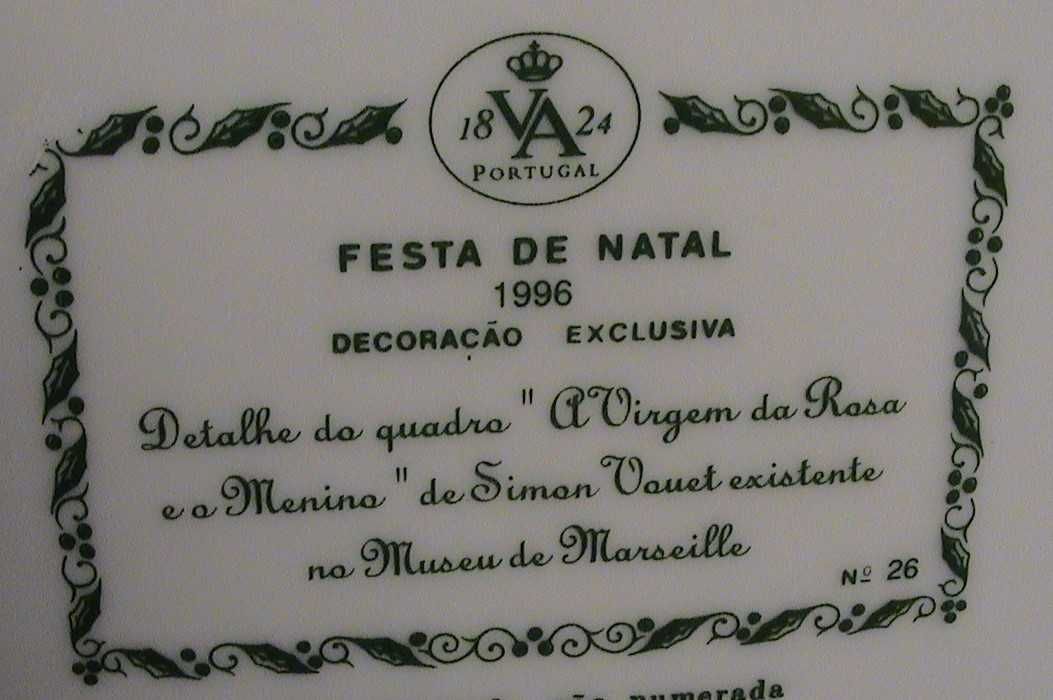 18 VA 24
PORTUGAL
FESTA DE NATAL
1996
DECORAÇÃO EXCLUSIVA
Detalhe do quadro " A Virgem da Rosa
e o Menino " de Simon Vouet existente
no Museu de Marseille
Nº 26
numerada